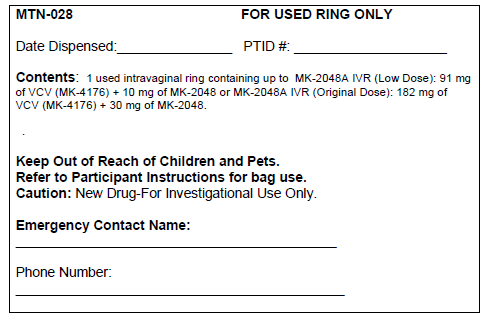 MTN-028 FOR USED RING ONLY
Date Dispensed:_______________ PTID #: ____________________
Contents: 1 used intravaginal ring containing up to MK-2048A IVR (Low Dose): 91 mg
of VCV (MK-4176) + 10 mg of MK-2048 or MK-2048A IVR (Original Dose): 182 mg of
VCV (MK-4176) + 30 mg of MK-2048.
.
Keep Out of Reach of Children and Pets.
Refer to Participant Instructions for bag use.
Caution: New Drug-For Investigational Use Only.
Emergency Contact Name:
__________________________________________
Phone Number:
___________________________________________